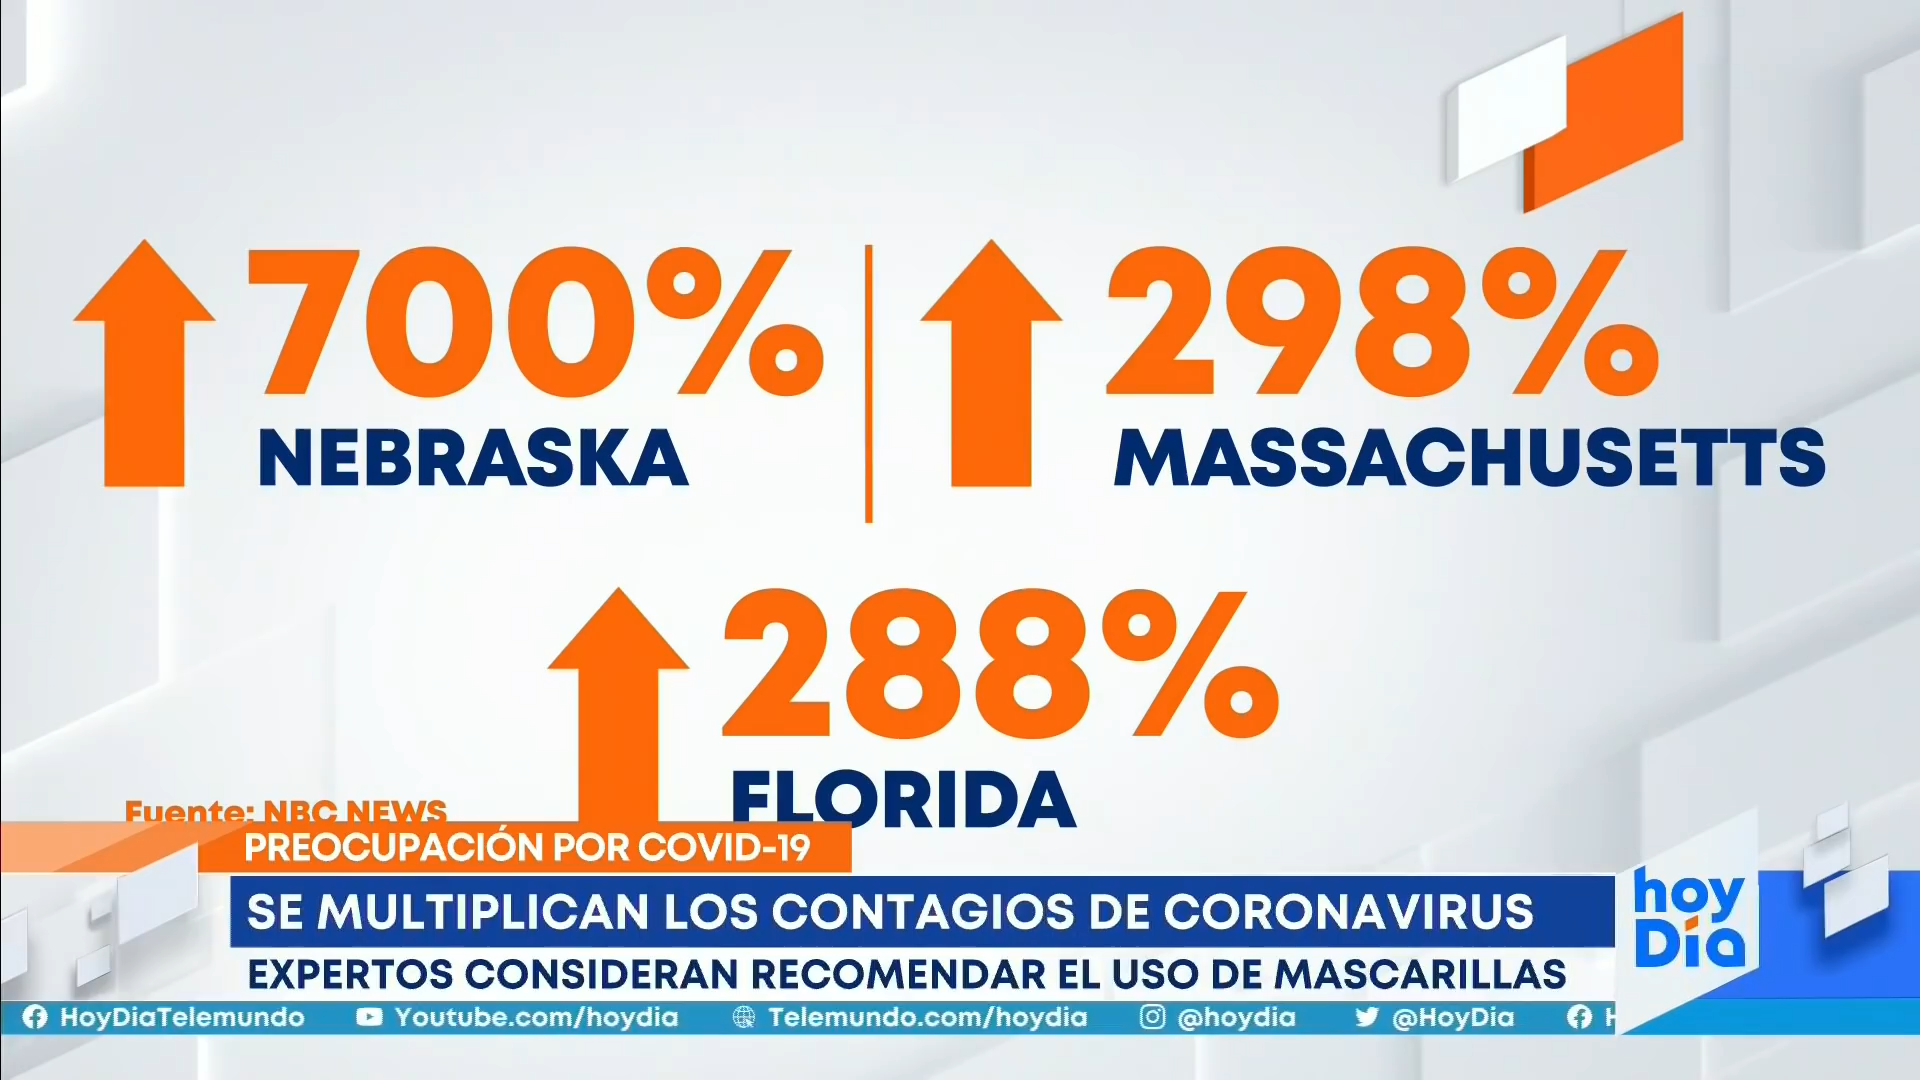 700%
NEBRASKA
298%
MASSACHUSETTS
288%
FLORIDA
Fuente: NBC NEWS
PREOCUPACIÓN POR COVID-19
SE MULTIPLICAN LOS CONTAGIOS DE CORONAVIRUS
EXPERTOS CONSIDERAN RECOMENDAR EL USO DE MASCARILLAS
hoy
Día
HoyDiaTelemundo Youtube.com/hoydia Telemundo.com/hoydia @hoydia @HoyDia